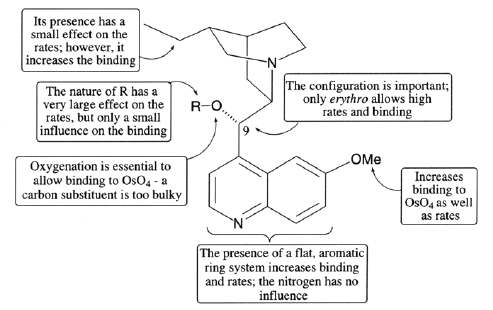 Its presence has a
small effect on the
rates; however, it
increases the binding
N
The nature of R has a
very large effect on the
rates, but only a small
influence on the binding
R-O
The configuration is important;
only erythro allows high
rates and binding
9
Oxygenation is essential to
allow binding to OsO4 - a
carbon substituent is too bulky
OMe
Increases
binding to
OsO4 as well
as rates
N
The presence of a flat, aromatic
ring system increases binding
and rates; the nitrogen has no
influence